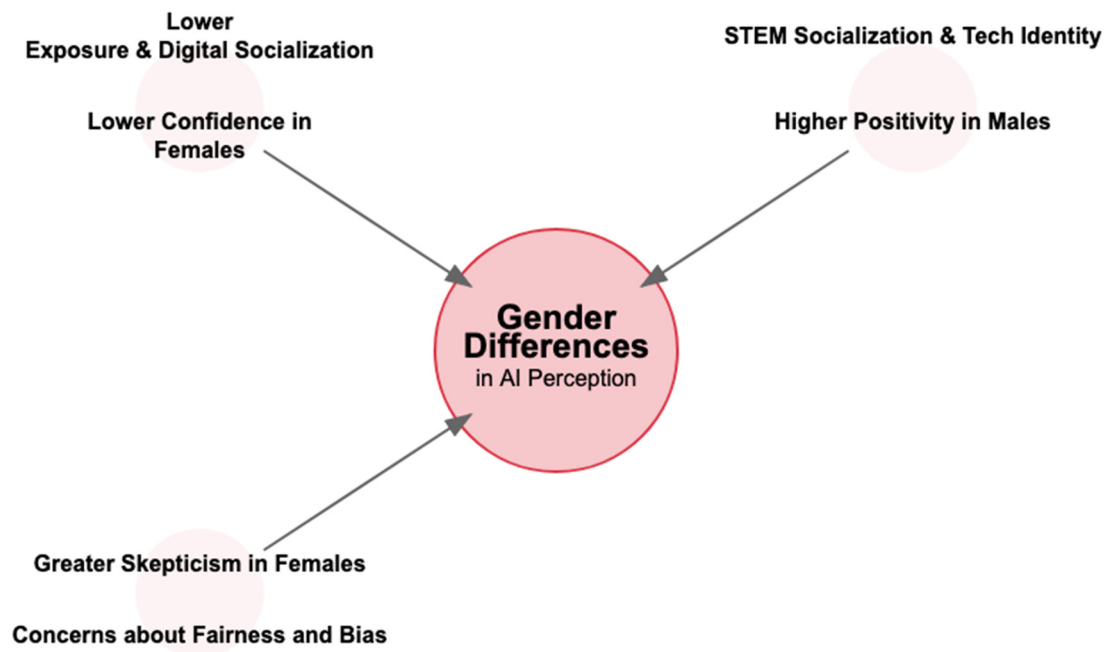 Lower
Exposure & Digital Socialization
Lower Confidence in
Females
STEM Socialization & Tech Identity
Higher Positivity in Males
Gender
Differences
in AI Perception
Greater Skepticism in Females
Concerns about Fairness and Bias